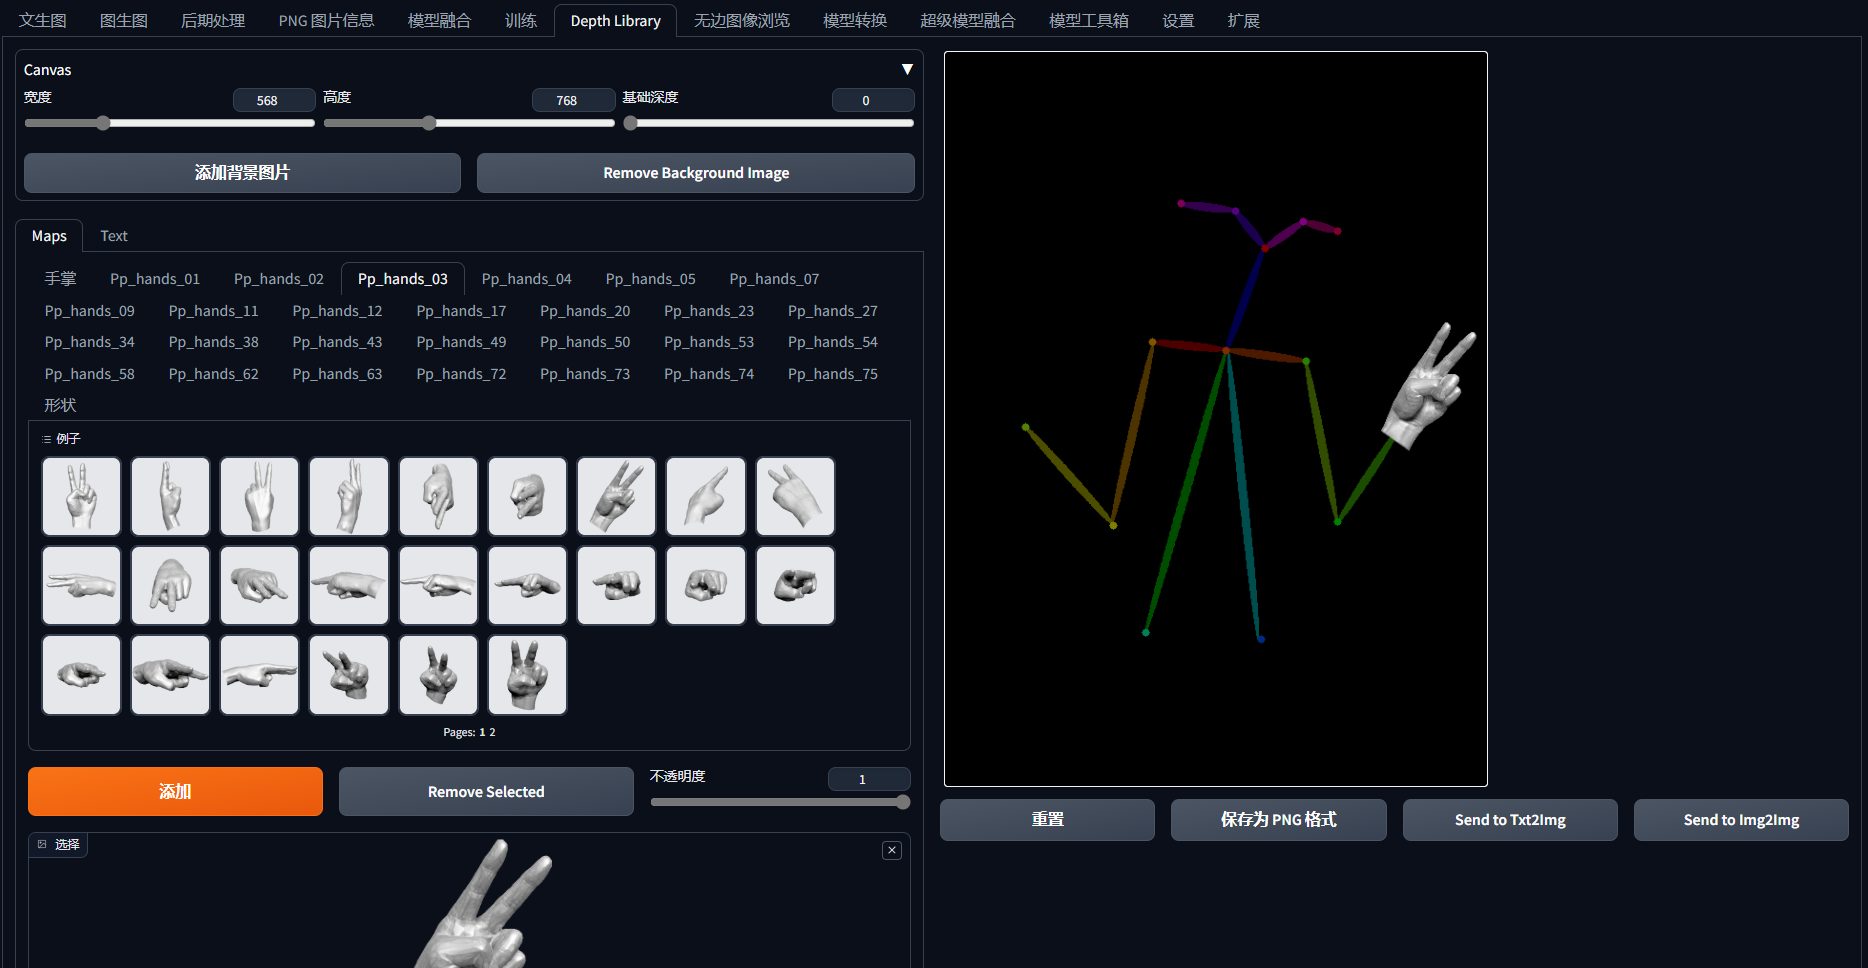 文生图 图生图 后期处理 PNG 图片信息 模型融合 训练 Depth Library 无边图像浏览 模型转换 超级模型融合 模型工具箱 设置 扩展
Canvas ▼
宽度 568 高度 768 基础深度 0
添加背景图片 Remove Background Image
Maps Text
手掌 Pp_hands_01 Pp_hands_02 Pp_hands_03 Pp_hands_04 Pp_hands_05 Pp_hands_07
Pp_hands_09 Pp_hands_11 Pp_hands_12 Pp_hands_17 Pp_hands_20 Pp_hands_23 Pp_hands_27
Pp_hands_34 Pp_hands_38 Pp_hands_43 Pp_hands_49 Pp_hands_50 Pp_hands_53 Pp_hands_54
Pp_hands_58 Pp_hands_62 Pp_hands_63 Pp_hands_72 Pp_hands_73 Pp_hands_74 Pp_hands_75
形状
例子
Pages: 1 2
添加 Remove Selected 不透明度 1
选择
重置 保存为 PNG 格式 Send to Txt2Img Send to Img2Img